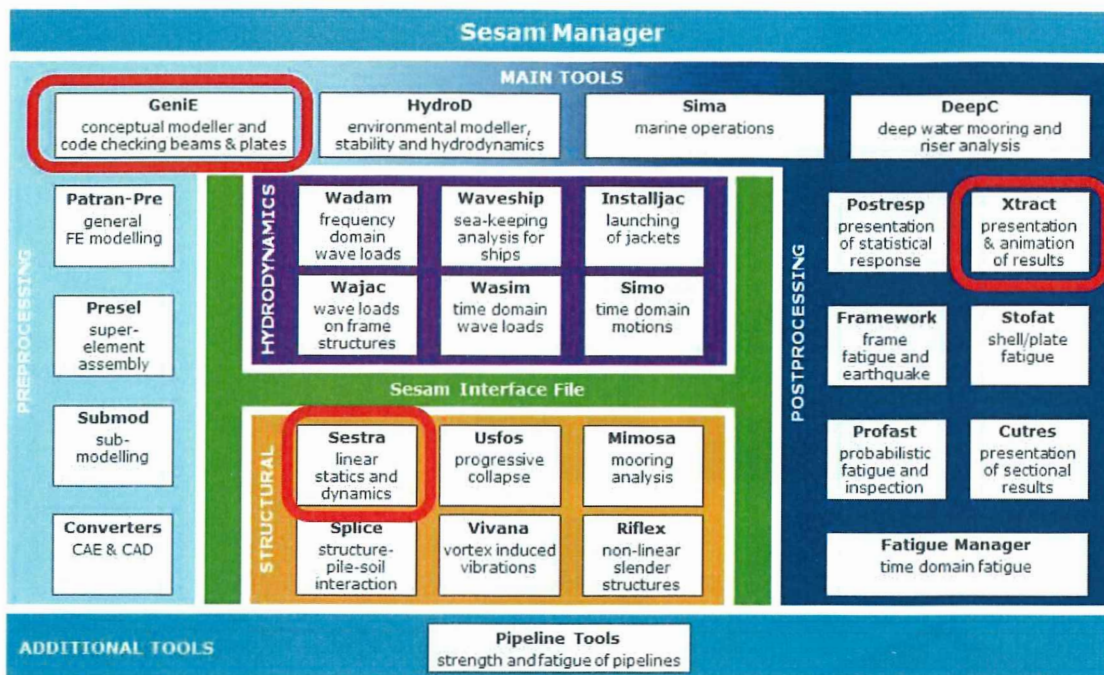 Sesam Manager
MAIN TOOLS
GeniE
conceptual modeller and
code checking beams & plates
HydroD
environmental modeller,
stability and hydrodynamics
Sima
marine operations
DeepC
deep water mooring and
riser analysis
PREPROCESSING
Patran-Pre
general
FE modelling
Presel
super-
element
assembly
Submod
sub-
modelling
Converters
CAE & CAD
HYDRODYNAMICS
Wadam
frequency
domain
wave loads
Waveship
sea-keeping
analysis for
ships
Installjac
launching
of jackets
Wajac
wave loads
on frame
structures
Wasim
time domain
wave loads
Simo
time domain
motions
Sesam Interface File
STRUCTURAL
Sestra
linear
statics and
dynamics
Usfos
progressive
collapse
Mimosa
mooring
analysis
Splice
structure-
pile-soil
interaction
Vivana
vortex induced
vibrations
Riflex
non-linear
slender
structures
POSTPROCESSING
Postresp
presentation
of statistical
response
Xtract
presentation
& animation
of results
Framework
frame
fatigue and
earthquake
Stofat
shell/plate
fatigue
Profast
probabilistic
fatigue and
inspection
Cutres
presentation
of sectional
results
Fatigue Manager
time domain fatigue
ADDITIONAL TOOLS
Pipeline Tools
strength and fatigue of pipelines